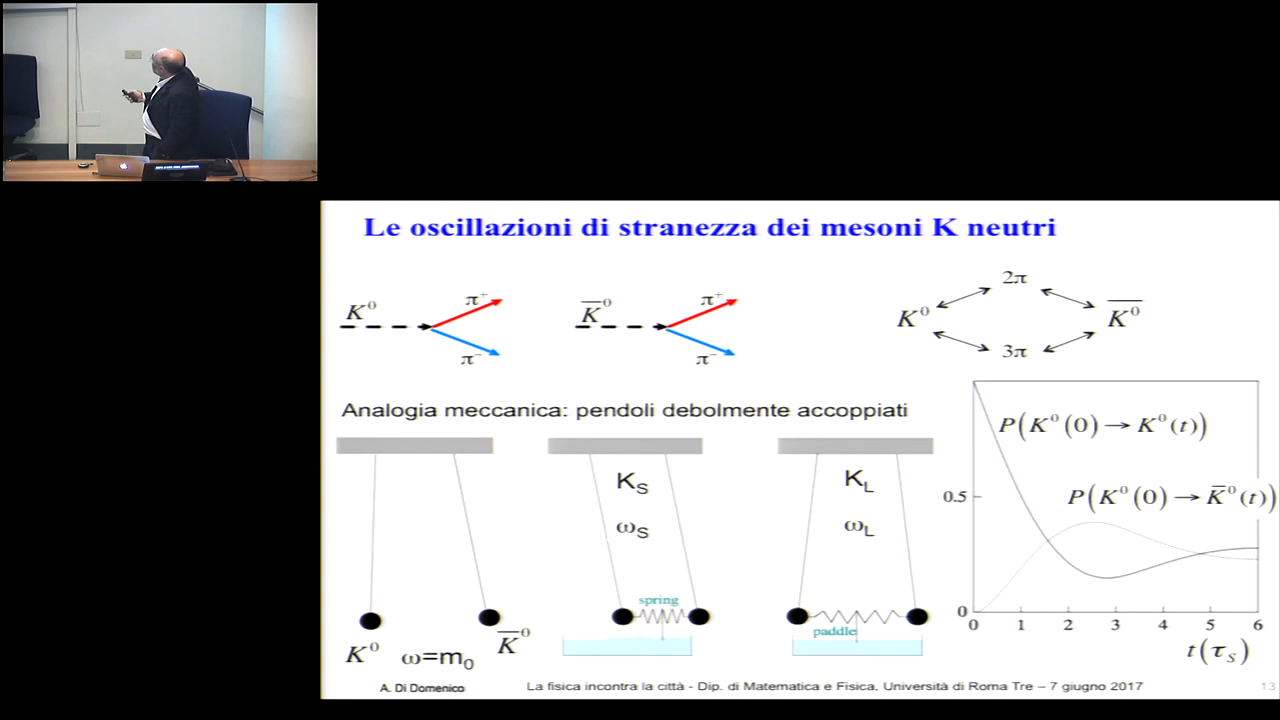 Le oscillazioni di stranezza dei mesoni K neutri
K⁰ π⁺ π⁻
K̅⁰ π⁺ π⁻
2π
K⁰ K̅⁰
3π
Analogia meccanica: pendoli debolmente accoppiati
K⁰ ω=m₀ K̅⁰
K_S
ω_S
spring
K_L
ω_L
paddle
P(K⁰(0) → K⁰(t))
P(K⁰(0) → K̅⁰(t))
0.5
0
0 1 2 3 4 5 6
t(τ_S)
A. Di Domenico
La fisica incontra la città - Dip. di Matematica e Fisica, Università di Roma Tre – 7 giugno 2017
13